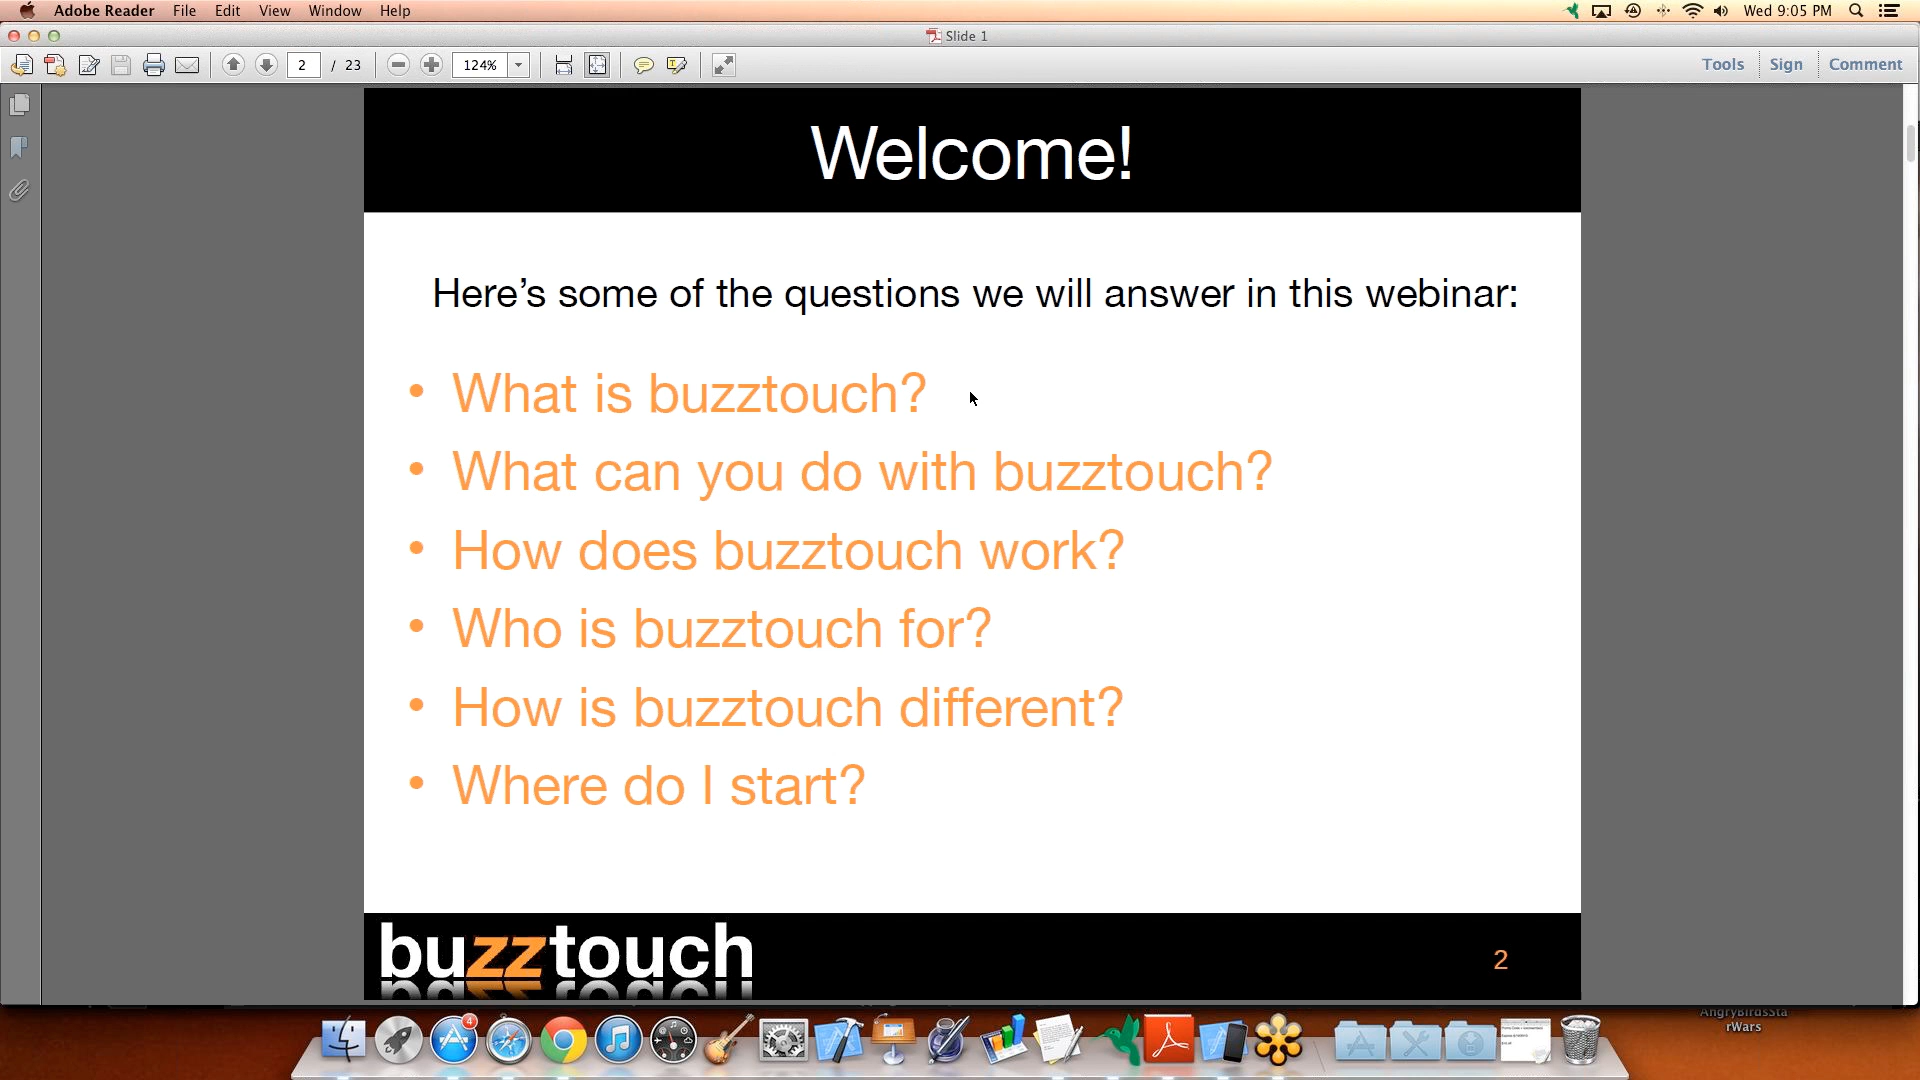 Adobe Reader File Edit View Window Help Wed 9:05 PM
Slide 1
2 / 23 124% Tools Sign Comment
Welcome!
Here's some of the questions we will answer in this webinar:
• What is buzztouch?
• What can you do with buzztouch?
• How does buzztouch work?
• Who is buzztouch for?
• How is buzztouch different?
• Where do I start?
buzztouch
2
AngryBirdsSta
rWars
4